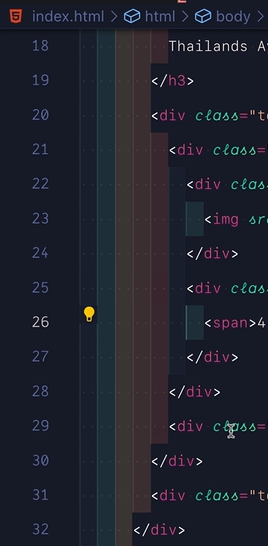 index.html > html > body >
18 Thailands A
19 </h3>
20 <div class="t
21 <div class=
22 <div clas
23 <img sr
24 </div>
25 <div clas
26 <span>4
27 </div>
28 </div>
29 <div class=
30 </div>
31 <div class="t
32 </div>